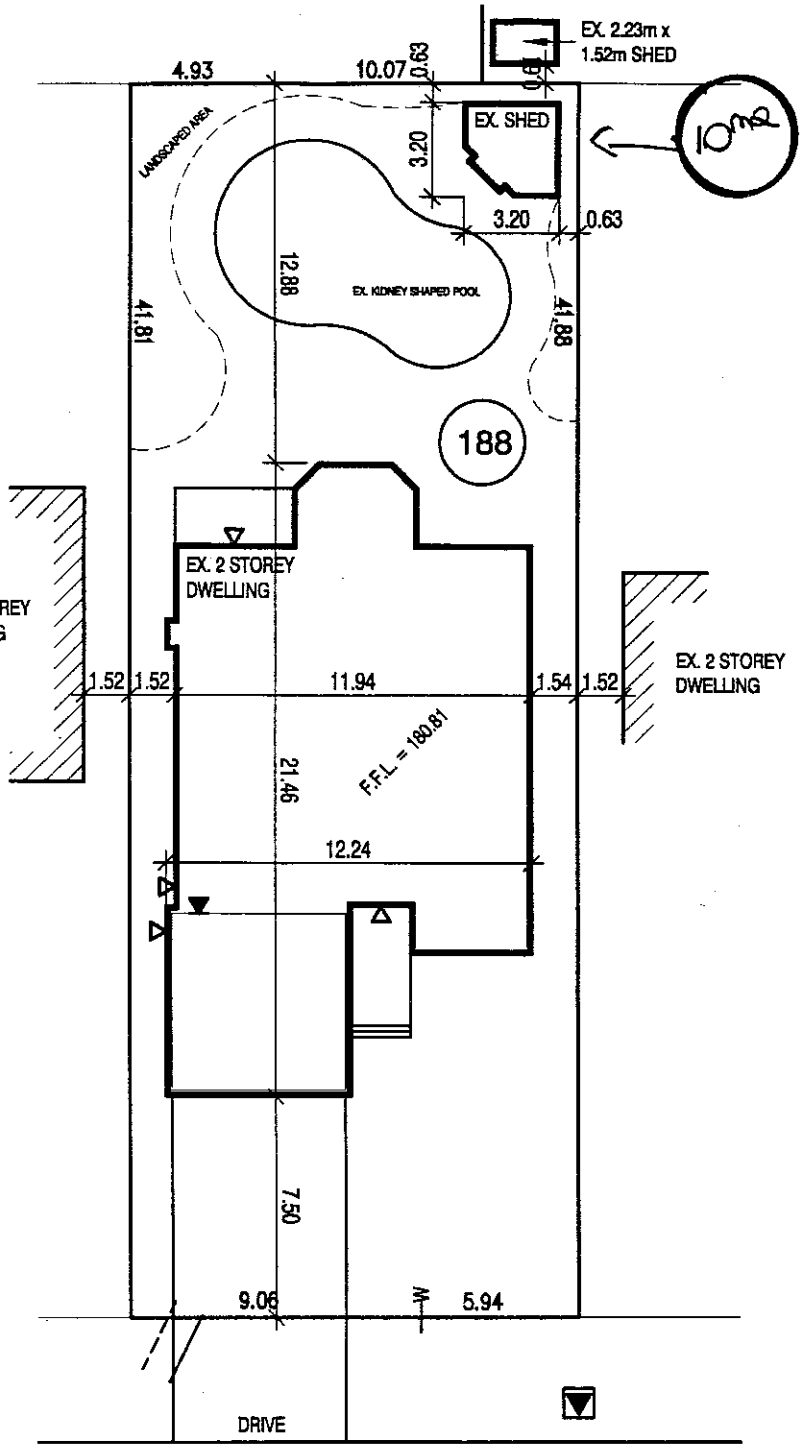 EX. 2.23m x
1.52m SHED
4.93
10.07
0.63
EX. SHED
LANDSCAPED AREA
3.20
3.20
0.63
12.88
EX. KIDNEY SHAPED POOL
41.81
41.88
188
EX. 2 STOREY
DWELLING
REY
1.52
1.52
11.94
1.54
1.52
EX. 2 STOREY
DWELLING
F.F.L. = 180.81
21.46
12.24
7.50
9.06
W
5.94
DRIVE